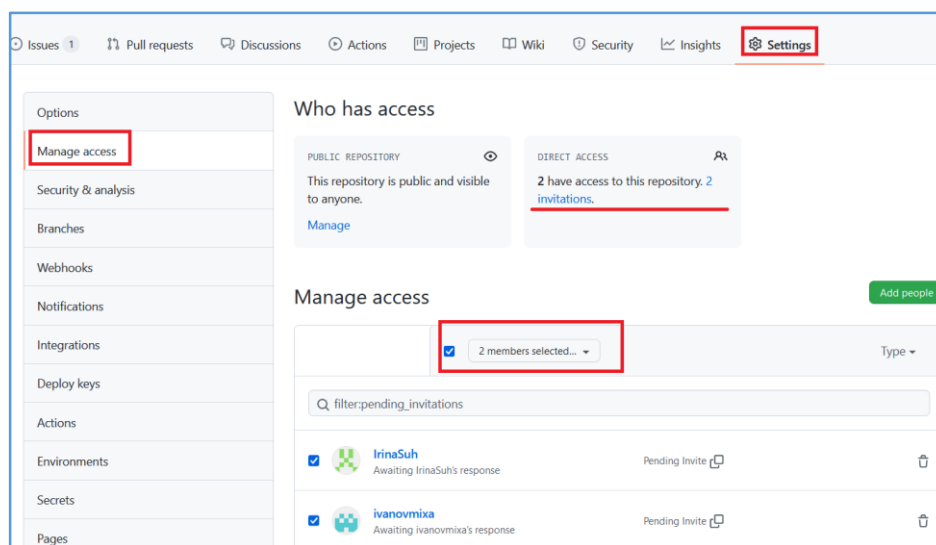 Issues 1 Pull requests Discussions Actions Projects Wiki Security Insights Settings
Options
Manage access
Security & analysis
Branches
Webhooks
Notifications
Integrations
Deploy keys
Actions
Environments
Secrets
Pages
Who has access
PUBLIC REPOSITORY
This repository is public and visible
to anyone.
Manage
DIRECT ACCESS
2 have access to this repository. 2
invitations.
Manage access
Add people
2 members selected...
Type
filter:pending_invitations
IrinaSuh
Awaiting IrinaSuh's response
Pending Invite
ivanovmixa
Awaiting ivanovmixa's response
Pending Invite